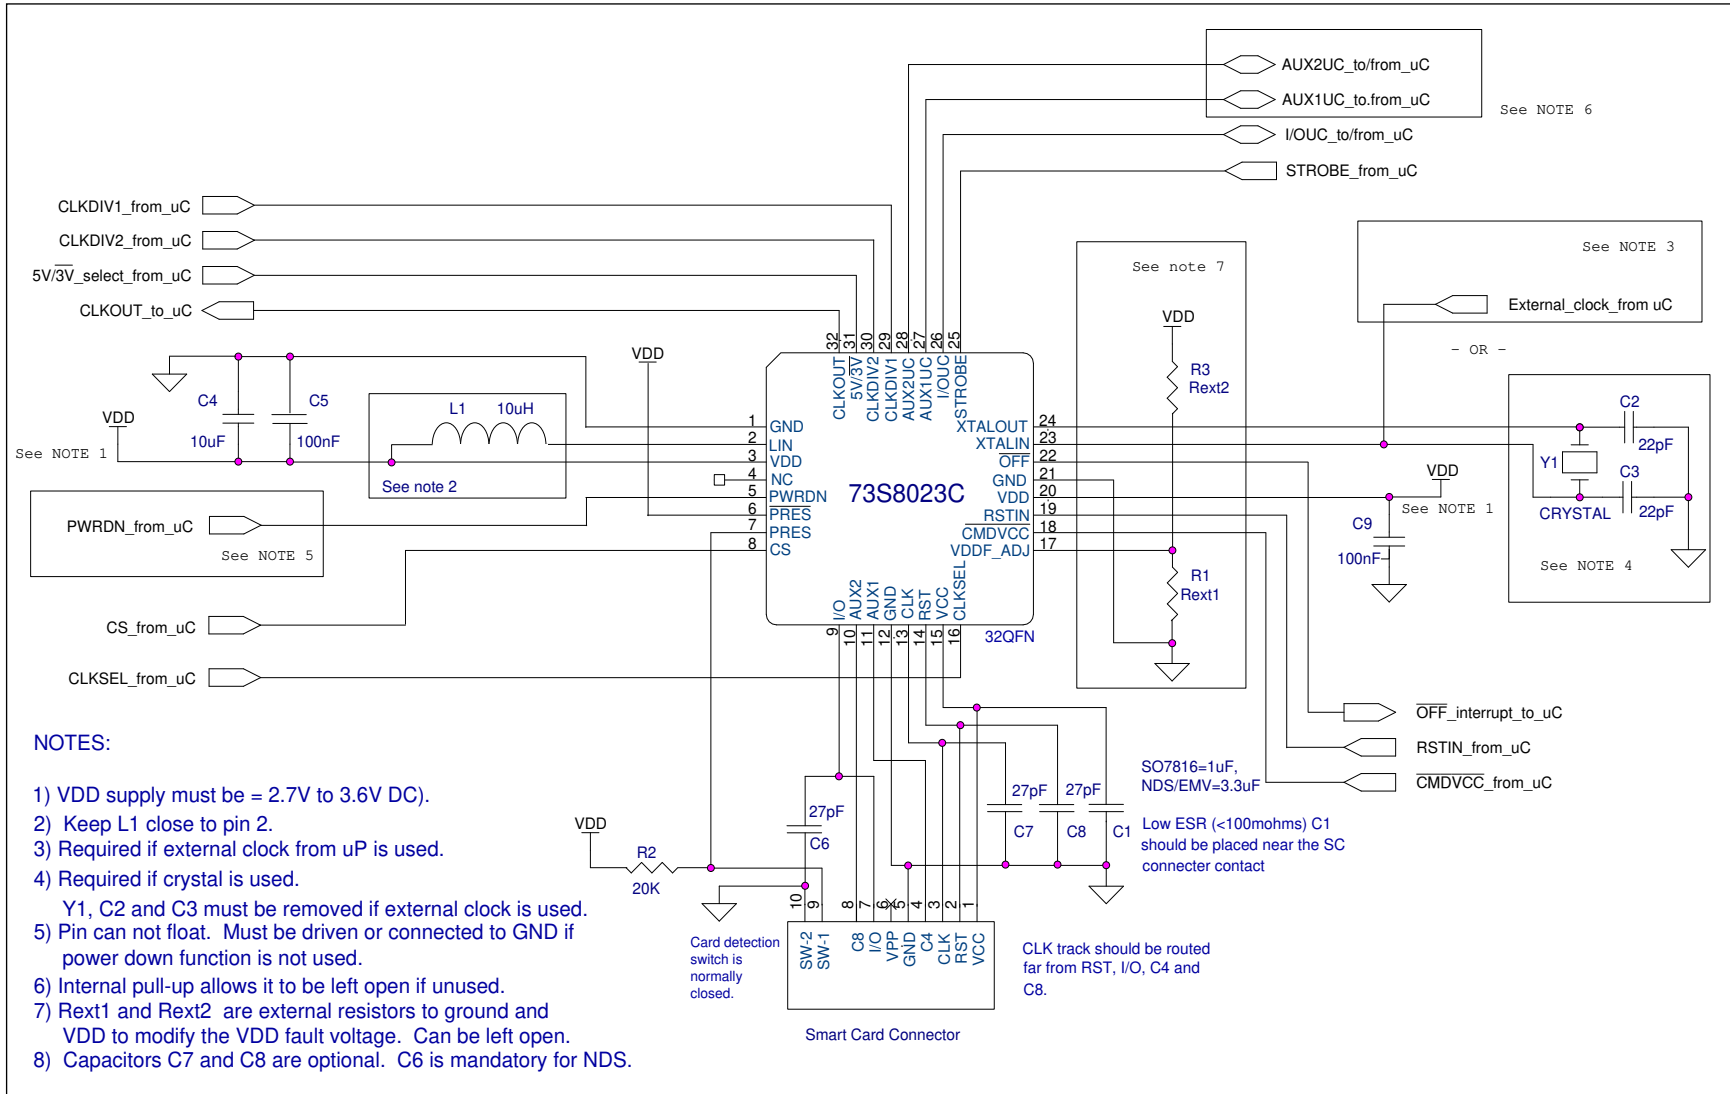 AUX2UC_to/from_uC
AUX1UC_to.from_uC
See NOTE 6
I/OUC_to/from_uC
STROBE_from_uC
CLKDIV1_from_uC
CLKDIV2_from_uC
5V/3V_select_from_uC
CLKOUT_to_uC
See NOTE 3
External_clock_from uC
- OR -
See note 7
VDD
R3
Rext2
R1
Rext1
VDD
C4
10uF
C5
100nF
VDD
See NOTE 1
L1
10uH
See note 2
PWRDN_from_uC
See NOTE 5
CS_from_uC
CLKSEL_from_uC
32
31
30
29
28
27
26
25
CLKOUT
5V/3V
CLKDIV2
CLKDIV1
AUX2UC
AUX1UC
I/OUC
STROBE
1
GND
2
LIN
3
VDD
4
NC
5
PWRDN
6
PRES
7
PRES
8
CS
73S8023C
XTALOUT
24
XTALIN
23
OFF
22
GND
21
VDD
20
RSTIN
19
CMDVCC
18
VDDF_ADJ
17
I/O
AUX2
AUX1
GND
CLK
RST
VCC
CLKSEL
9
10
11
12
13
14
15
16
32QFN
C2
22pF
Y1
C3
22pF
CRYSTAL
See NOTE 4
VDD
See NOTE 1
C9
100nF
OFF_interrupt_to_uC
RSTIN_from_uC
CMDVCC_from_uC
SO7816=1uF,
NDS/EMV=3.3uF
Low ESR (<100mohms) C1
should be placed near the SC
connecter contact
27pF
C7
27pF
C8
C1
27pF
C6
VDD
R2
20K
10
9
8
7
6
5
4
3
2
1
SW-2
SW-1
C8
I/O
VPP
GND
C4
CLK
RST
VCC
Card detection
switch is
normally
closed.
CLK track should be routed
far from RST, I/O, C4 and
C8.
Smart Card Connector
NOTES:
1) VDD supply must be = 2.7V to 3.6V DC).
2) Keep L1 close to pin 2.
3) Required if external clock from uP is used.
4) Required if crystal is used.
Y1, C2 and C3 must be removed if external clock is used.
5) Pin can not float. Must be driven or connected to GND if
power down function is not used.
6) Internal pull-up allows it to be left open if unused.
7) Rext1 and Rext2 are external resistors to ground and
VDD to modify the VDD fault voltage. Can be left open.
8) Capacitors C7 and C8 are optional. C6 is mandatory for NDS.